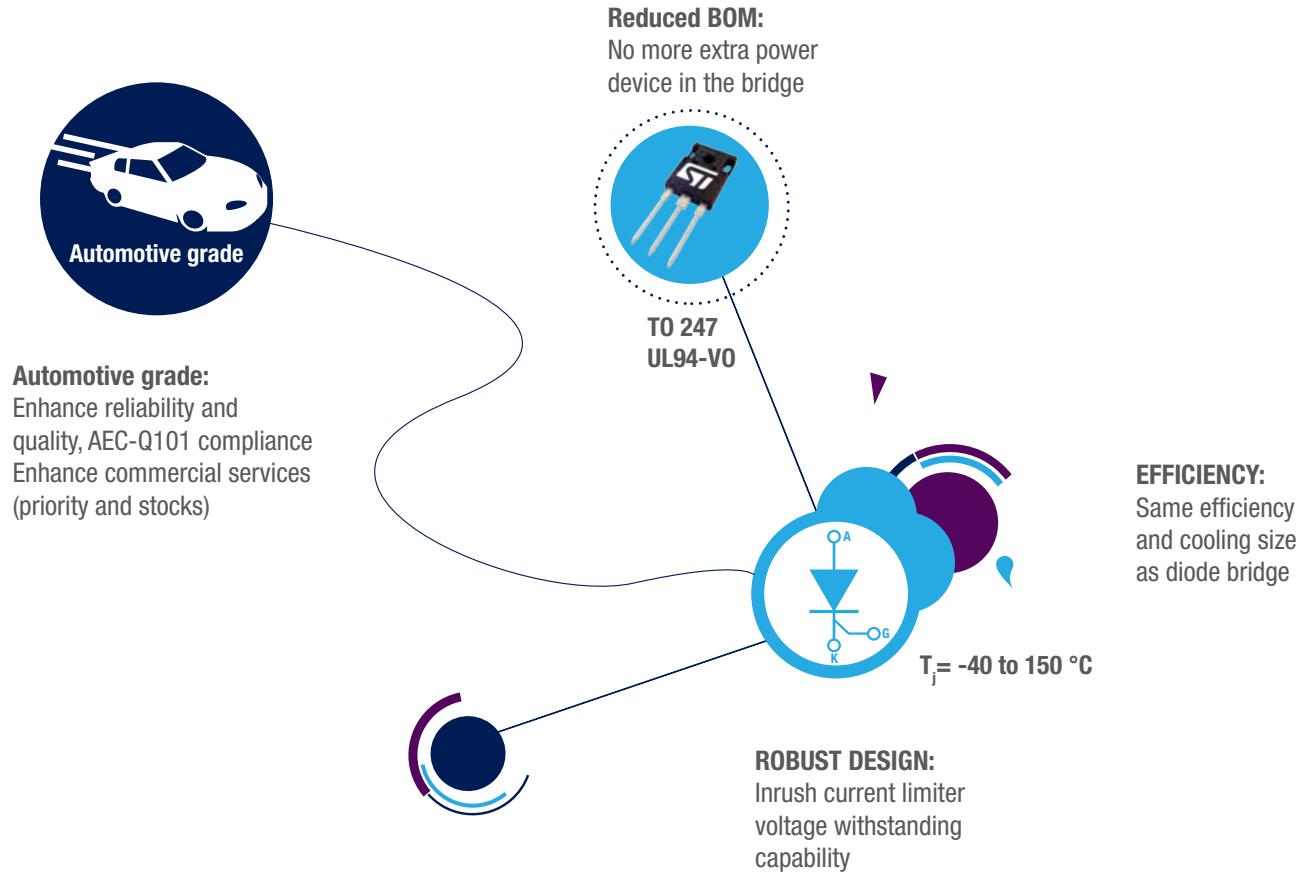 Reduced BOM:
No more extra power
device in the bridge
ST
Automotive grade
TO 247
UL94-VO
Automotive grade:
Enhance reliability and
quality, AEC-Q101 compliance
Enhance commercial services
(priority and stocks)
EFFICIENCY:
Same efficiency
and cooling size
as diode bridge
A
G
K
Tj= -40 to 150 °C
ROBUST DESIGN:
Inrush current limiter
voltage withstanding
capability